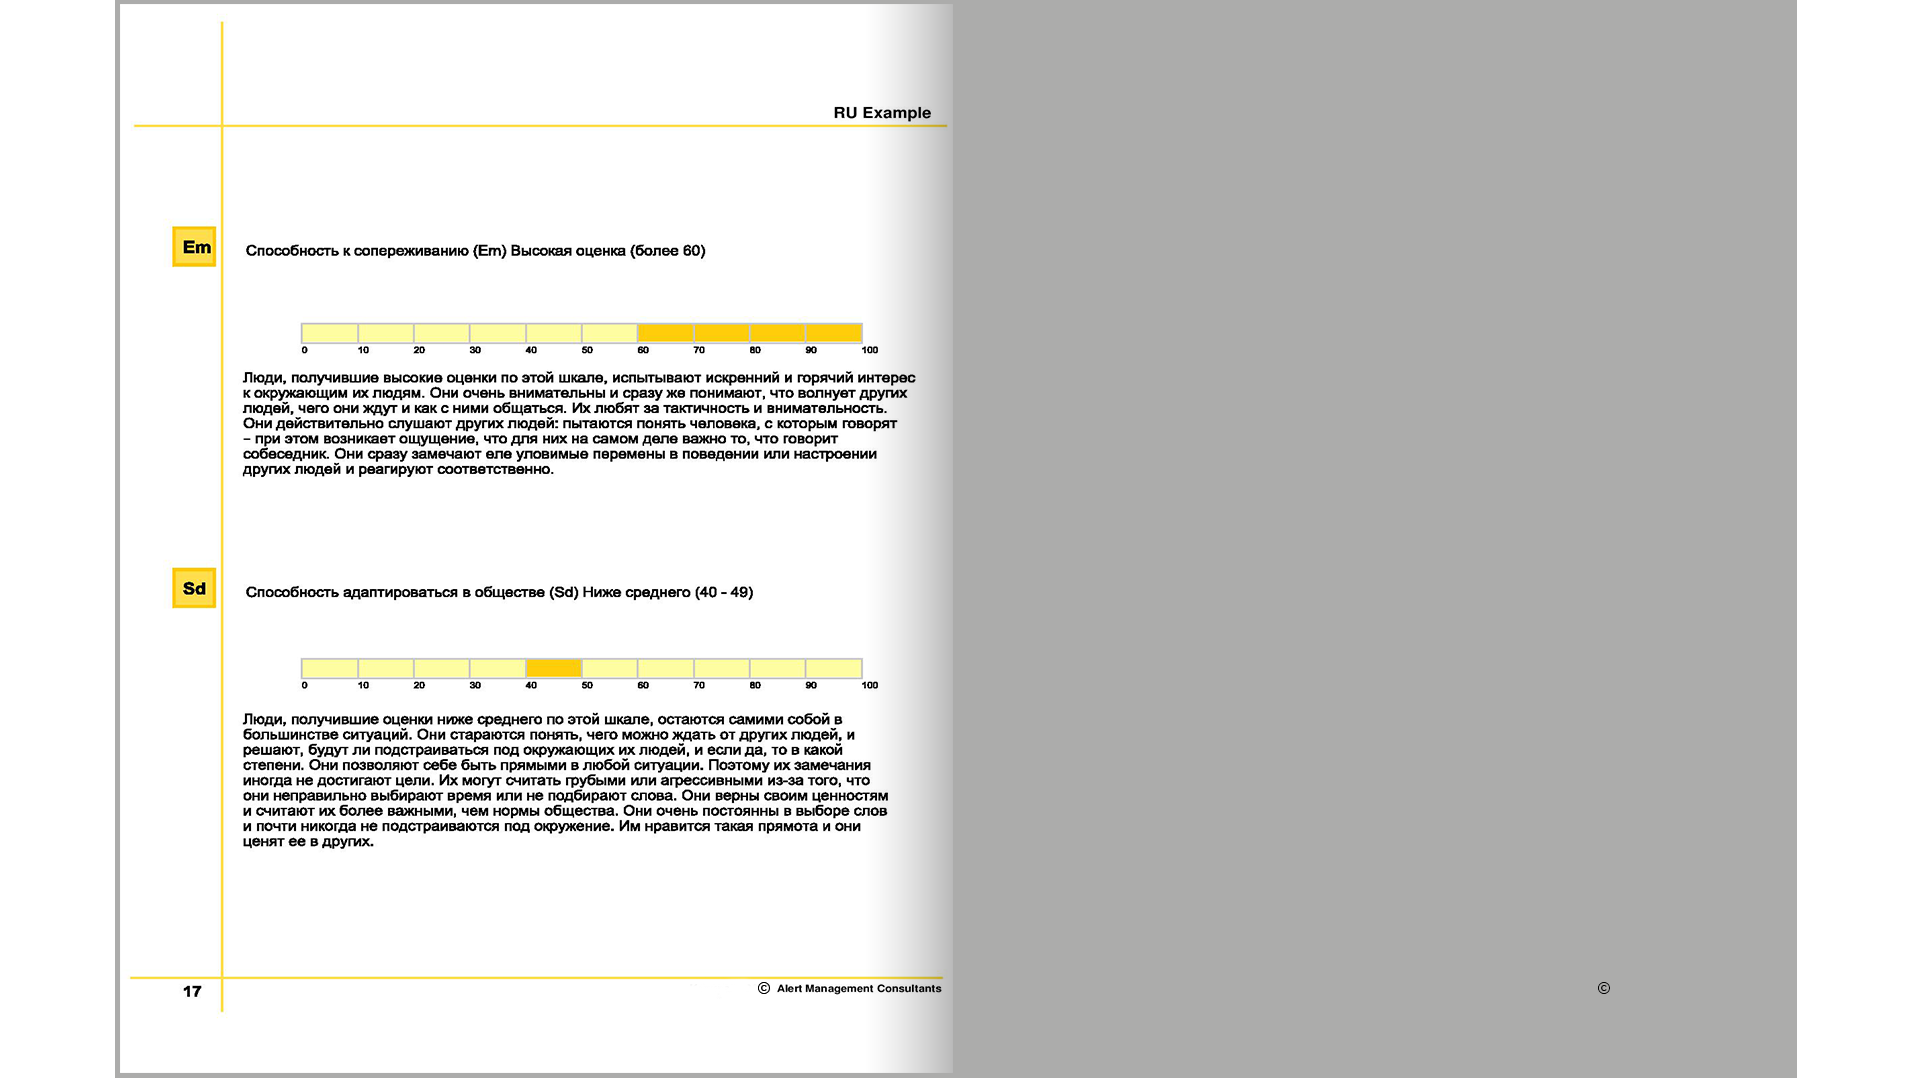 RU Example
Em
Способность к сопереживанию (Em) Высокая оценка (более 60)
0 10 20 30 40 50 60 70 80 90 100
Люди, получившие высокие оценки по этой шкале, испытывают искренний и горячий интерес
к окружающим их людям. Они очень внимательны и сразу же понимают, что волнует других
людей, чего они ждут и как с ними общаться. Их любят за тактичность и внимательность.
Они действительно слушают других людей: пытаются понять человека, с которым говорят
– при этом возникает ощущение, что для них на самом деле важно то, что говорит
собеседник. Они сразу замечают еле уловимые перемены в поведении или настроении
других людей и реагируют соответственно.
Sd
Способность адаптироваться в обществе (Sd) Ниже среднего (40 - 49)
0 10 20 30 40 50 60 70 80 90 100
Люди, получившие оценки ниже среднего по этой шкале, остаются самими собой в
большинстве ситуаций. Они стараются понять, чего можно ждать от других людей, и
решают, будут ли подстраиваться под окружающих их людей, и если да, то в какой
степени. Они позволяют себе быть прямыми в любой ситуации. Поэтому их замечания
иногда не достигают цели. Их могут считать грубыми или агрессивными из-за того, что
они неправильно выбирают время или не подбирают слова. Они верны своим ценностям
и считают их более важными, чем нормы общества. Они очень постоянны в выборе слов
и почти никогда не подстраиваются под окружение. Им нравится такая прямота и они
ценят ее в других.
17
© Alert Management Consultants
©